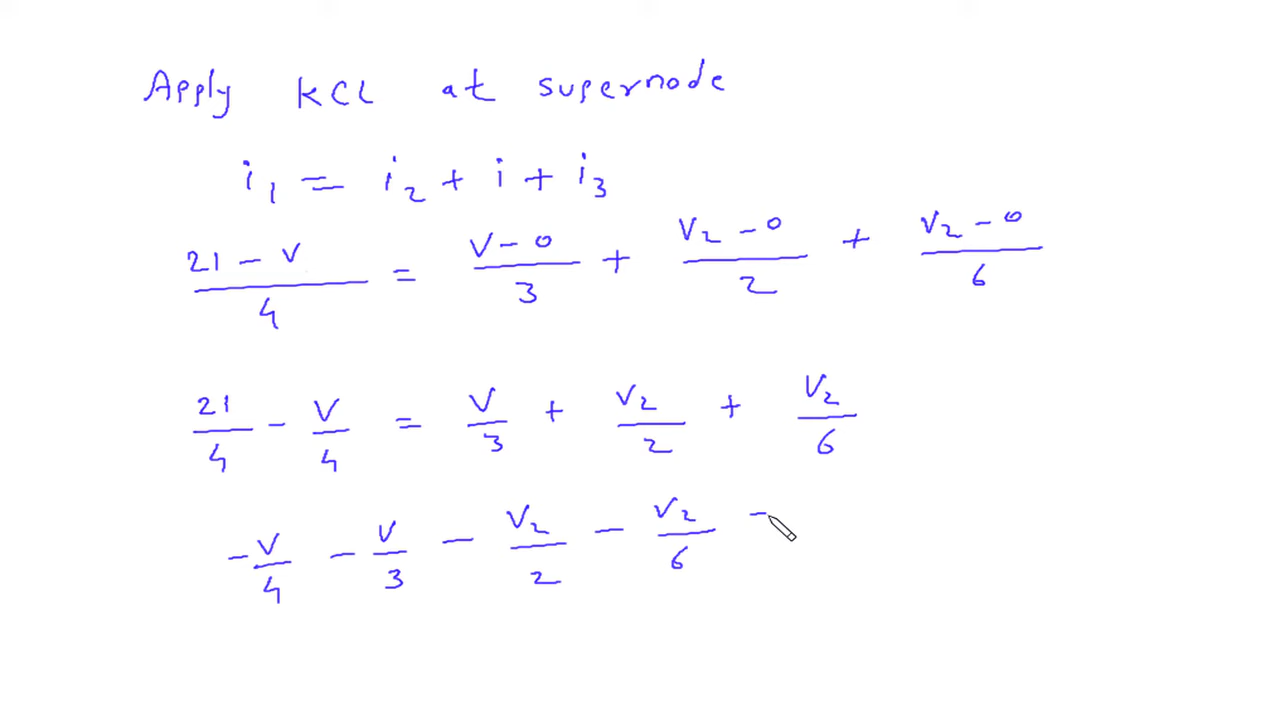 Apply KCL at supernode
i₁ = i₂ + i + i₃
(21 - v)/4 = (v - 0)/3 + (v₂ - 0)/2 + (v₂ - 0)/6
21/4 - v/4 = v/3 + v₂/2 + v₂/6
-v/4 - v/3 - v₂/2 - v₂/6 -